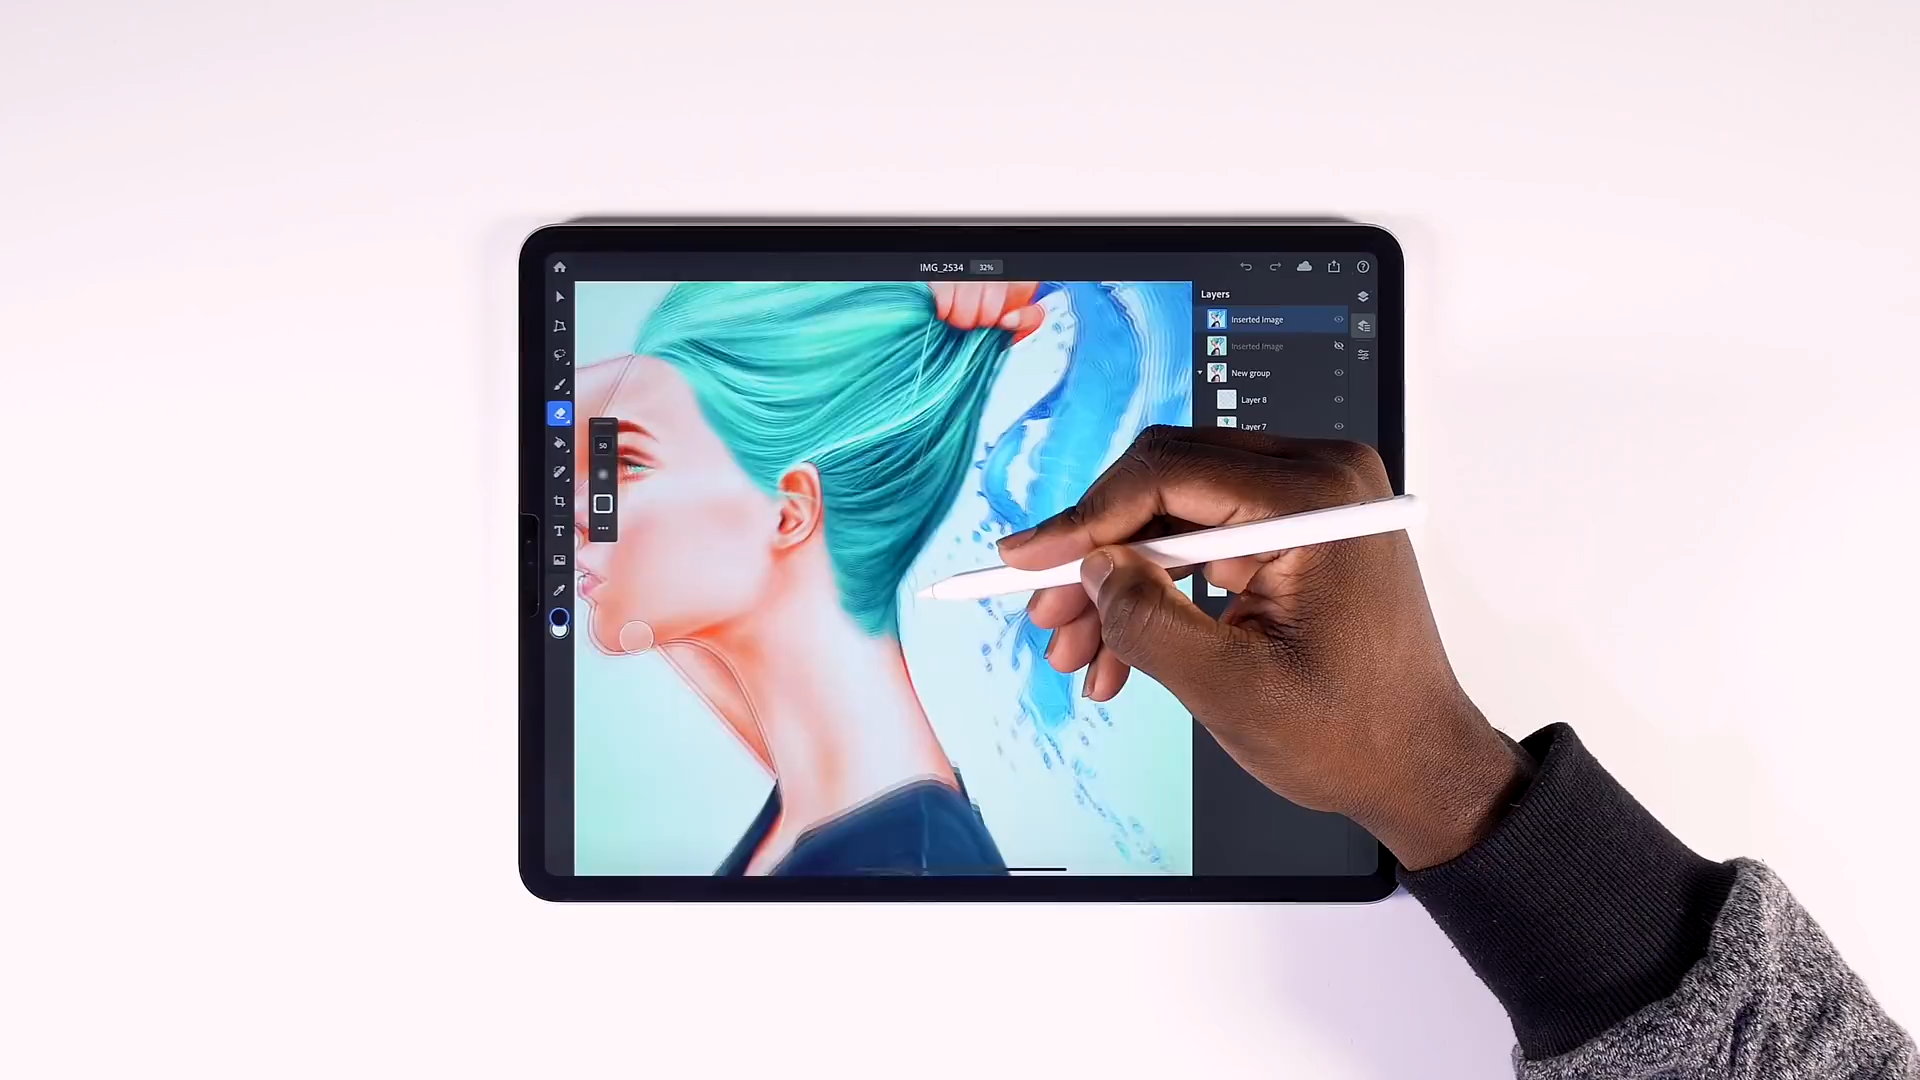 IMG_2534 32%
Layers
Inserted Image
Inserted Image
New group
Layer 8
Layer 7
50
T